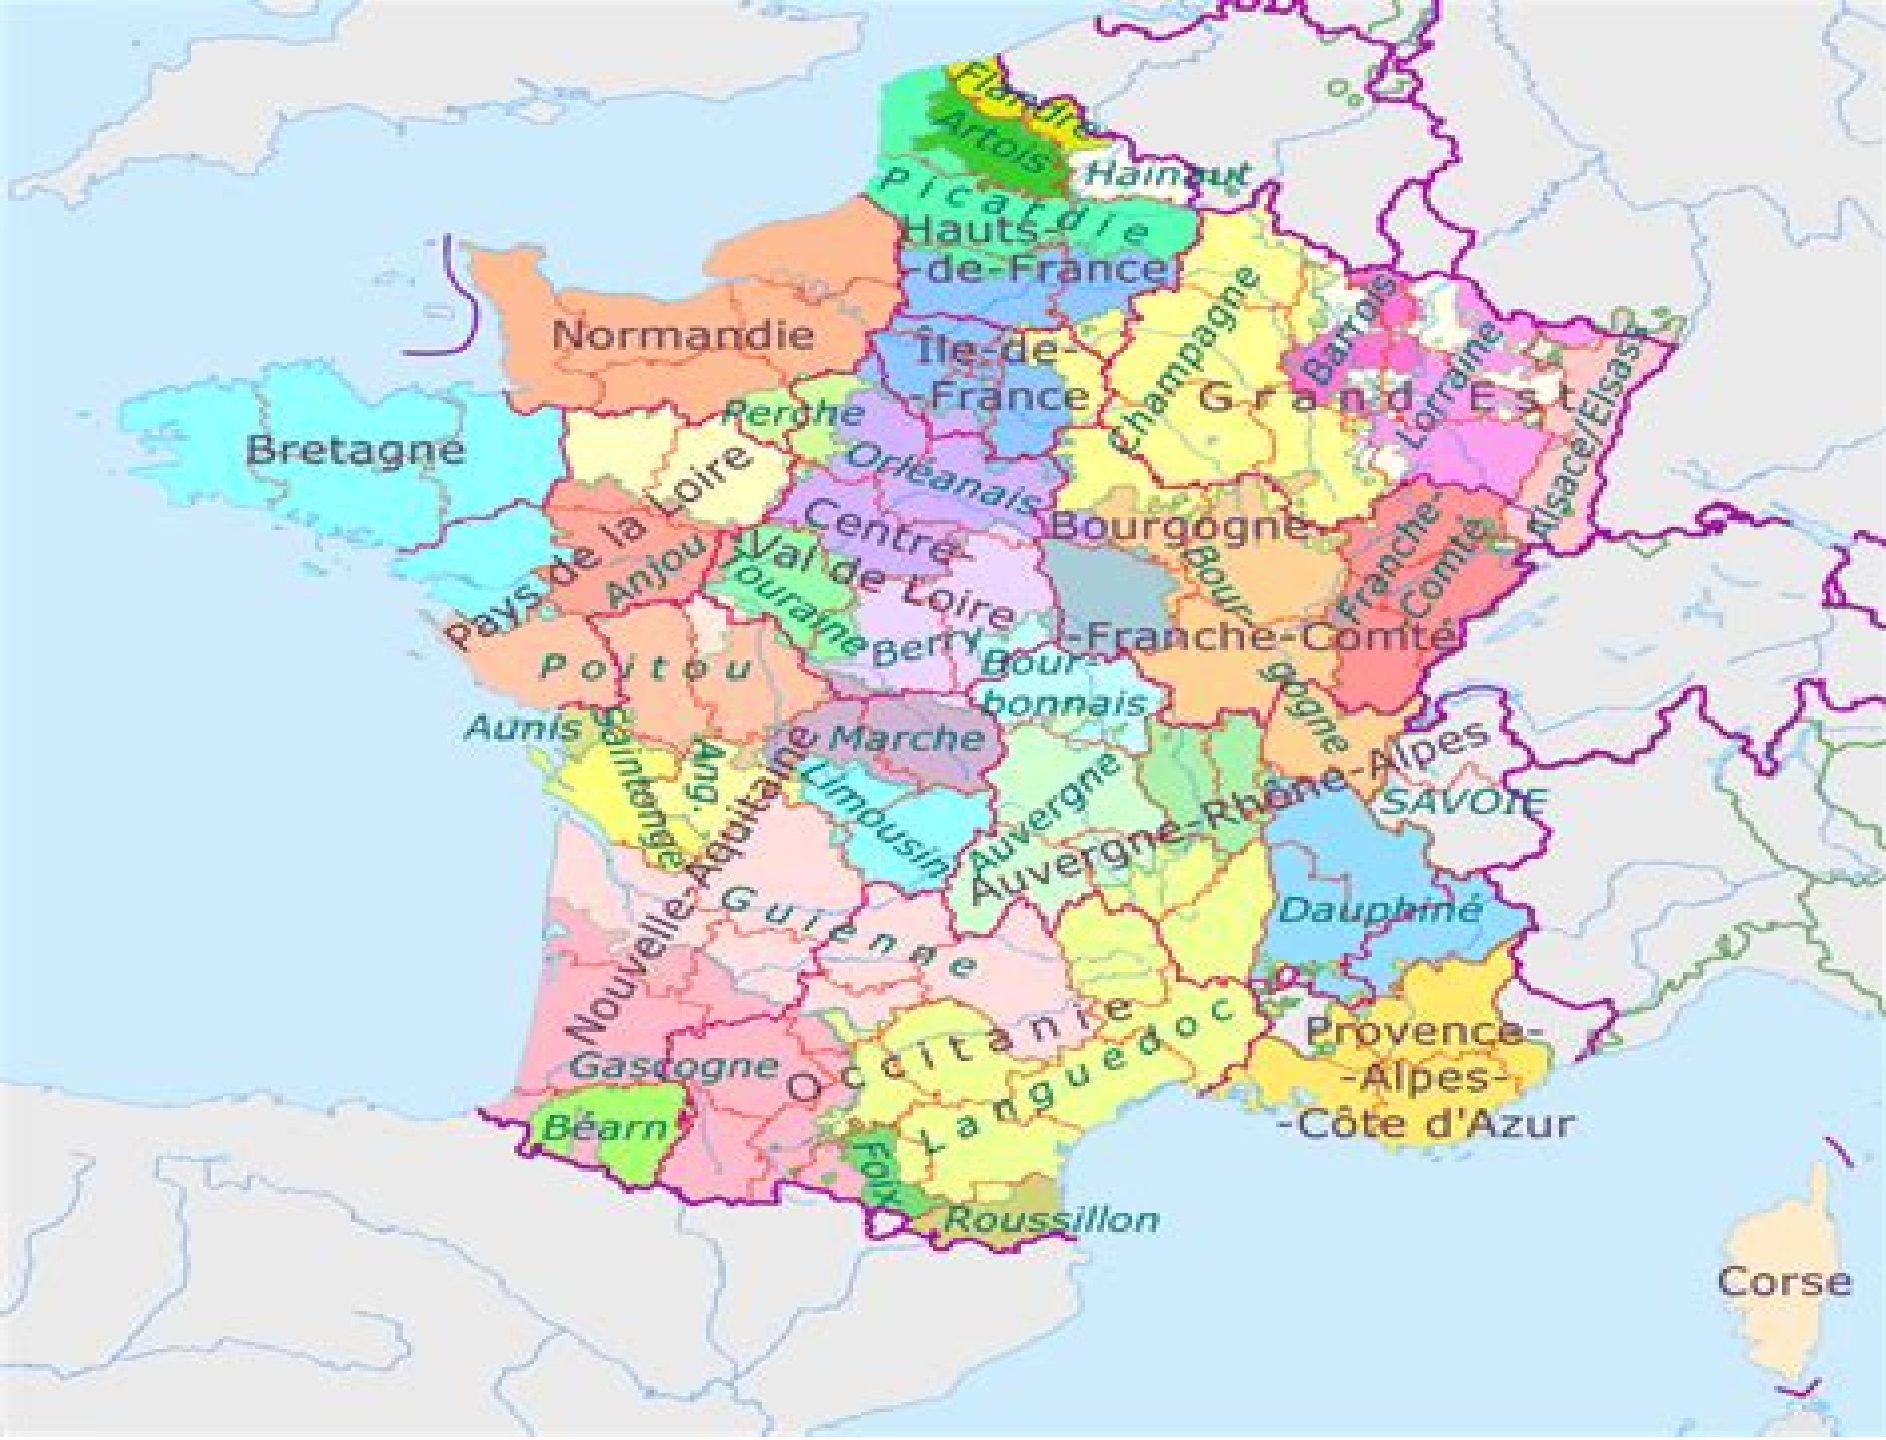 Flandre
Artois
Hainaut
Picardie
Hauts-
-de-France
Normandie
Île-de-
-France
Champagne
Barrois
Lorraine
Grand Est
Alsace/Elsass
Perche
Bretagne
Orléanais
Pays de la Loire
Anjou
Centre-
Val de Loire
Touraine
Berry
Bourgogne-
-Franche-Comté
Franche-
Comté
Bour-
gogne
Poitou
Bour-
bonnais
Aunis
Saintonge
Ang.
Marche
Limousin
Auvergne
Auvergne-Rhône-Alpes
SAVOIE
Nouvelle-Aquitaine
Guienne
Dauphiné
Gascogne
Occitanie
Languedoc
Provence-
-Alpes-
-Côte d'Azur
Béarn
Foix
Roussillon
Corse